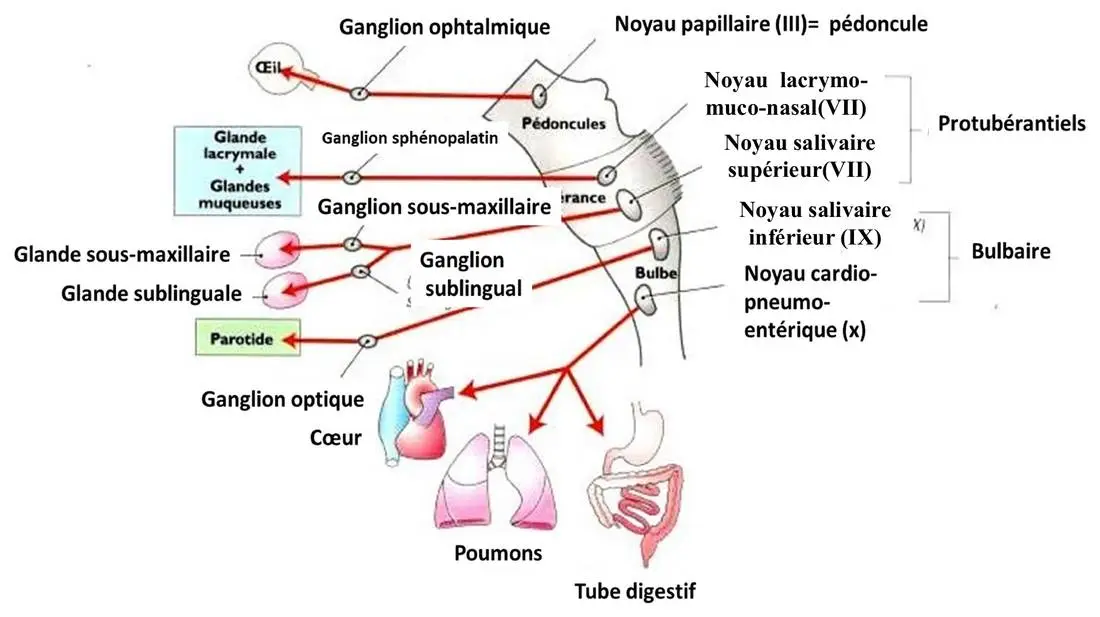 Ganglion ophtalmique
Noyau papillaire (III)= pédoncule
Œil
Pédoncules
Noyau lacrymo-
muco-nasal(VII)
Protubérantiels
Ganglion sphénopalatin
Glande
lacrymale
+
Glandes
muqueuses
Noyau salivaire
supérieur(VII)
érance
Ganglion sous-maxillaire
Noyau salivaire
inférieur (IX)
X)
Bulbaire
Glande sous-maxillaire
Ganglion
sublingual
Bulbe
Glande sublinguale
Noyau cardio-
pneumo-
entérique (x)
Parotide
Ganglion optique
Cœur
Poumons
Tube digestif